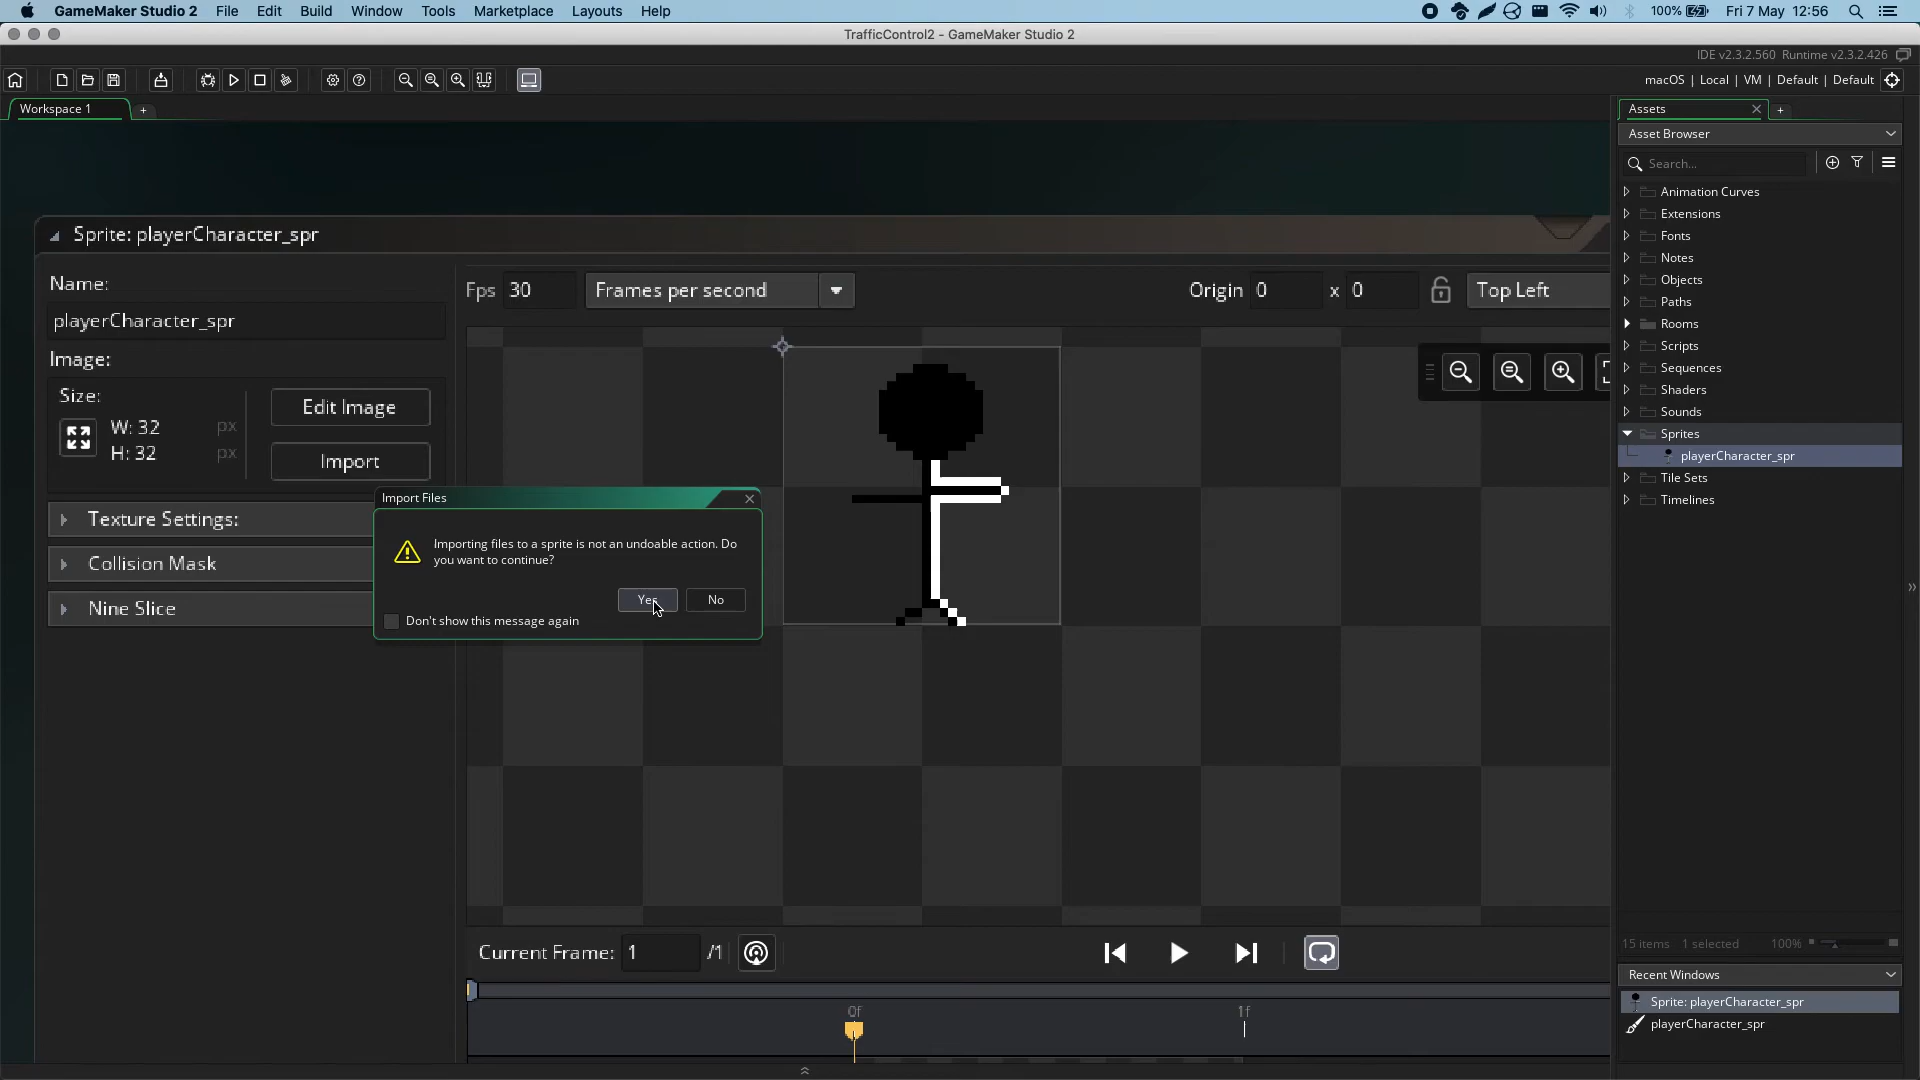 GameMaker Studio 2 File Edit Build Window Tools Marketplace Layouts Help 100% Fri 7 May 12:56
TrafficControl2 - GameMaker Studio 2
IDE v2.3.2.560 Runtime v2.3.2.426
macOS | Local | VM | Default | Default
Workspace 1
+
Assets
+
Asset Browser
Search...
Animation Curves
Extensions
Fonts
Notes
Objects
Paths
Rooms
Scripts
Sequences
Shaders
Sounds
Sprites
playerCharacter_spr
Tile Sets
Timelines
15 items 1 selected 100%
Recent Windows
Sprite: playerCharacter_spr
playerCharacter_spr
Sprite: playerCharacter_spr
Name:
playerCharacter_spr
Image:
Size:
W: 32 px
H: 32 px
Edit Image
Import
Texture Settings:
Collision Mask
Nine Slice
Fps 30 Frames per second
Origin 0 x 0 Top Left
Import Files
Importing files to a sprite is not an undoable action. Do
you want to continue?
Yes No
Don't show this message again
Current Frame: 1 /1
0f 1f